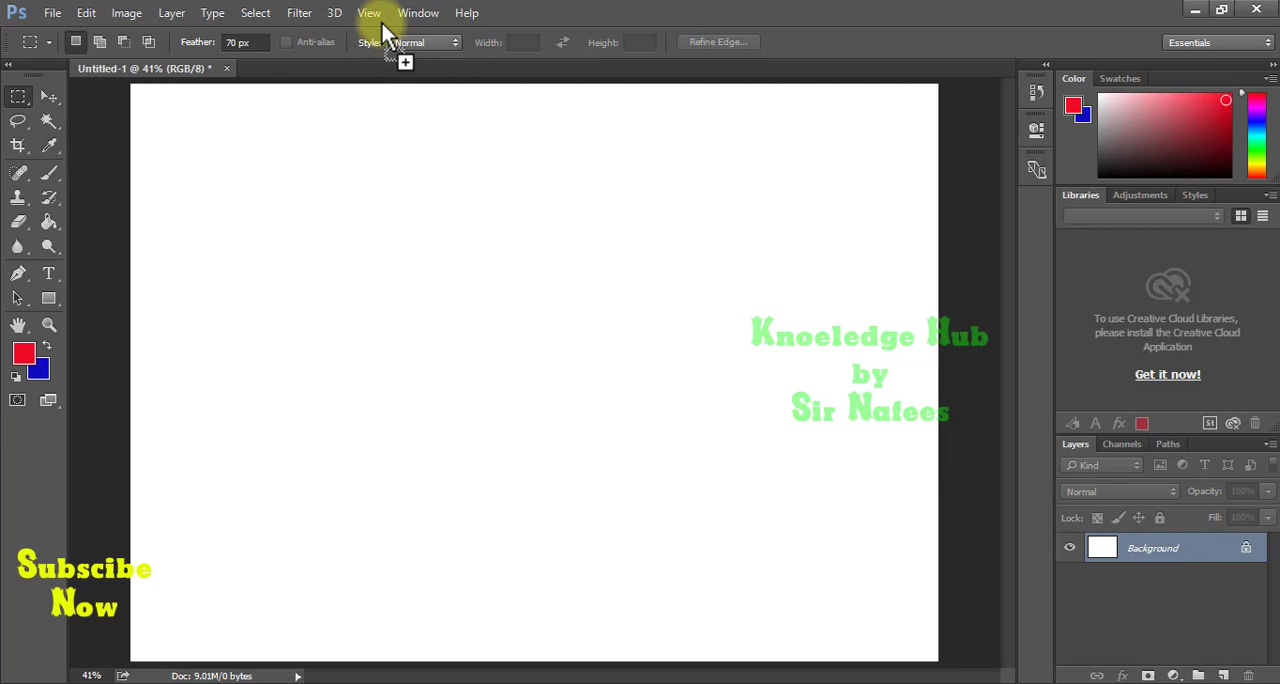 Ps File Edit Image Layer Type Select Filter 3D View Window Help
Feather: 70 px Anti-alias Style: Normal Width: Height: Refine Edge... Essentials
Untitled-1 @ 41% (RGB/8) * ×
Color Swatches
Libraries Adjustments Styles
To use Creative Cloud Libraries,
please install the Creative Cloud
Application
Get it now!
Knoeledge Hub
by
Sir Nafees
Layers Channels Paths
Kind
Normal Opacity: 100%
Lock: Fill: 100%
Background
Subscibe
Now
41% Doc: 9.01M/0 bytes